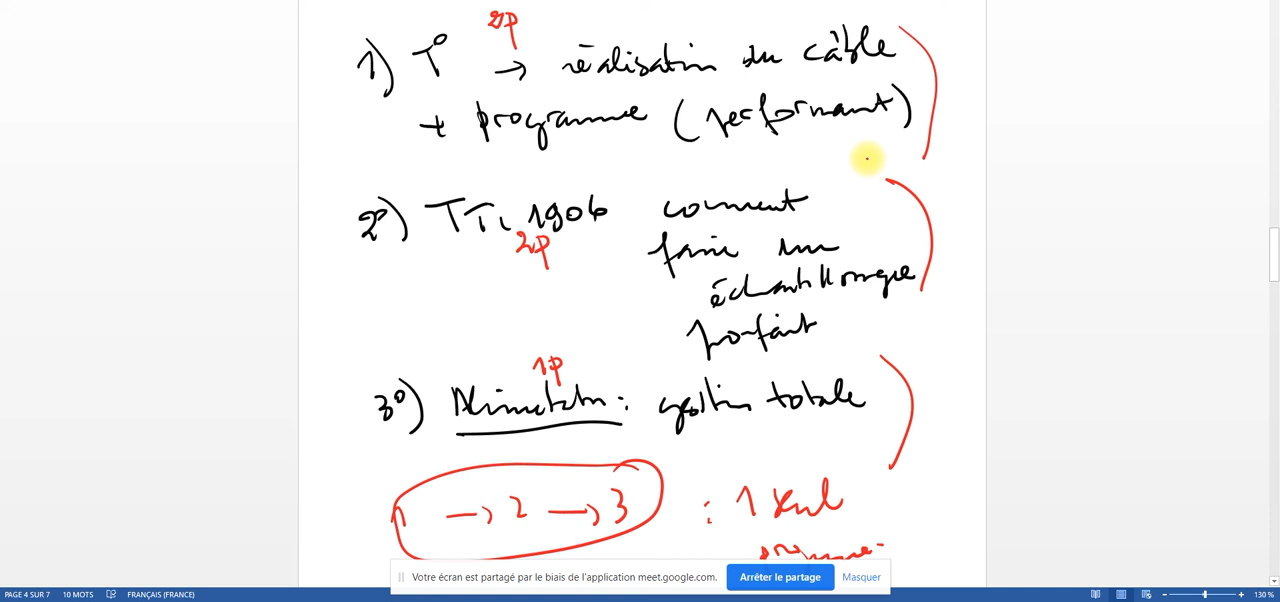 2p
1) T° → réalisation du câble
+ programme (performant)
2°) TTi 1906 comment
2p faire un
échantillonnage
parfait
1p
3°) Alimentation : gestion totale
1 → 2 → 3 : 1 seul
Votre écran est partagé par le biais de l'application meet.google.com. Arrêter le partage Masquer
PAGE 4 SUR 7 10 MOTS FRANÇAIS (FRANCE) 130 %